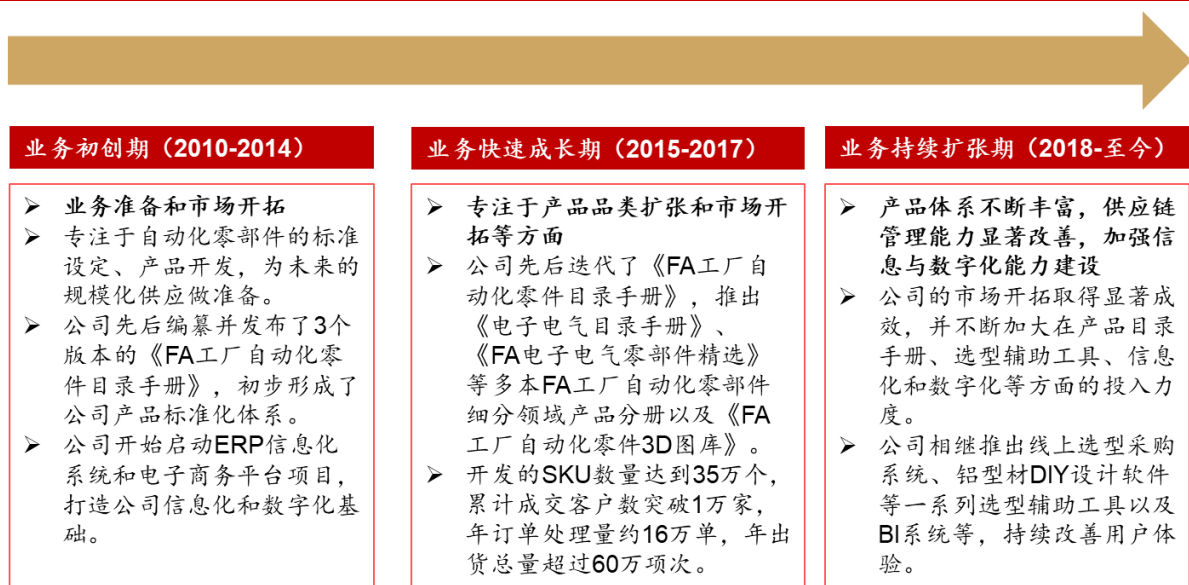 业务初创期（2010-2014）
➢ 业务准备和市场开拓
➢ 专注于自动化零部件的标准
设定、产品开发，为未来的
规模化供应做准备。
➢ 公司先后编纂并发布了3个
版本的《FA工厂自动化零
件目录手册》，初步形成了
公司产品标准化体系。
➢ 公司开始启动ERP信息化
系统和电子商务平台项目，
打造公司信息化和数字化基
础。
业务快速成长期（2015-2017）
➢ 专注于产品品类扩张和市场开
拓等方面
➢ 公司先后迭代了《FA工厂自
动化零件目录手册》，推出
《电子电气目录手册》、
《FA电子电气零部件精选》
等多本FA工厂自动化零部件
细分领域产品分册以及《FA
工厂自动化零件3D图库》。
➢ 开发的SKU数量达到35万个，
累计成交客户数突破1万家，
年订单处理量约16万单，年出
货总量超过60万项次。
业务持续扩张期（2018-至今）
➢ 产品体系不断丰富，供应链
管理能力显著改善，加强信
息与数字化能力建设
➢ 公司的市场开拓取得显著成
效，并不断加大在产品目录
手册、选型辅助工具、信息
化和数字化等方面的投入力
度。
➢ 公司相继推出线上选型采购
系统、铝型材DIY设计软件
等一系列选型辅助工具以及
BI系统等，持续改善用户体
验。